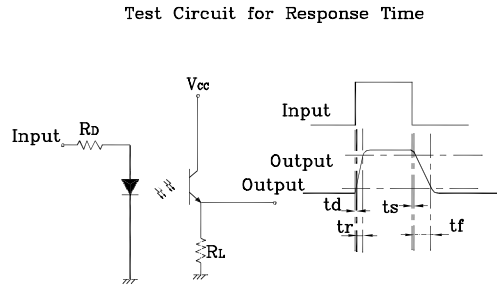 Test Circuit for Response Time
Vcc
Input
RD
RL
Output
Input
Output
td
ts
tr
tf